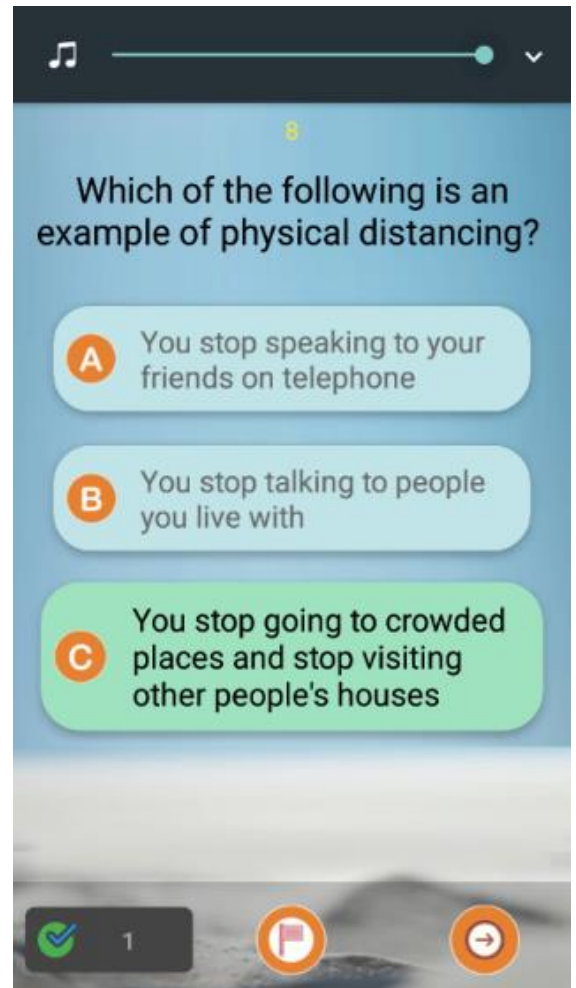 8
Which of the following is an
example of physical distancing?
A
You stop speaking to your
friends on telephone
B
You stop talking to people
you live with
C
You stop going to crowded
places and stop visiting
other people's houses
1